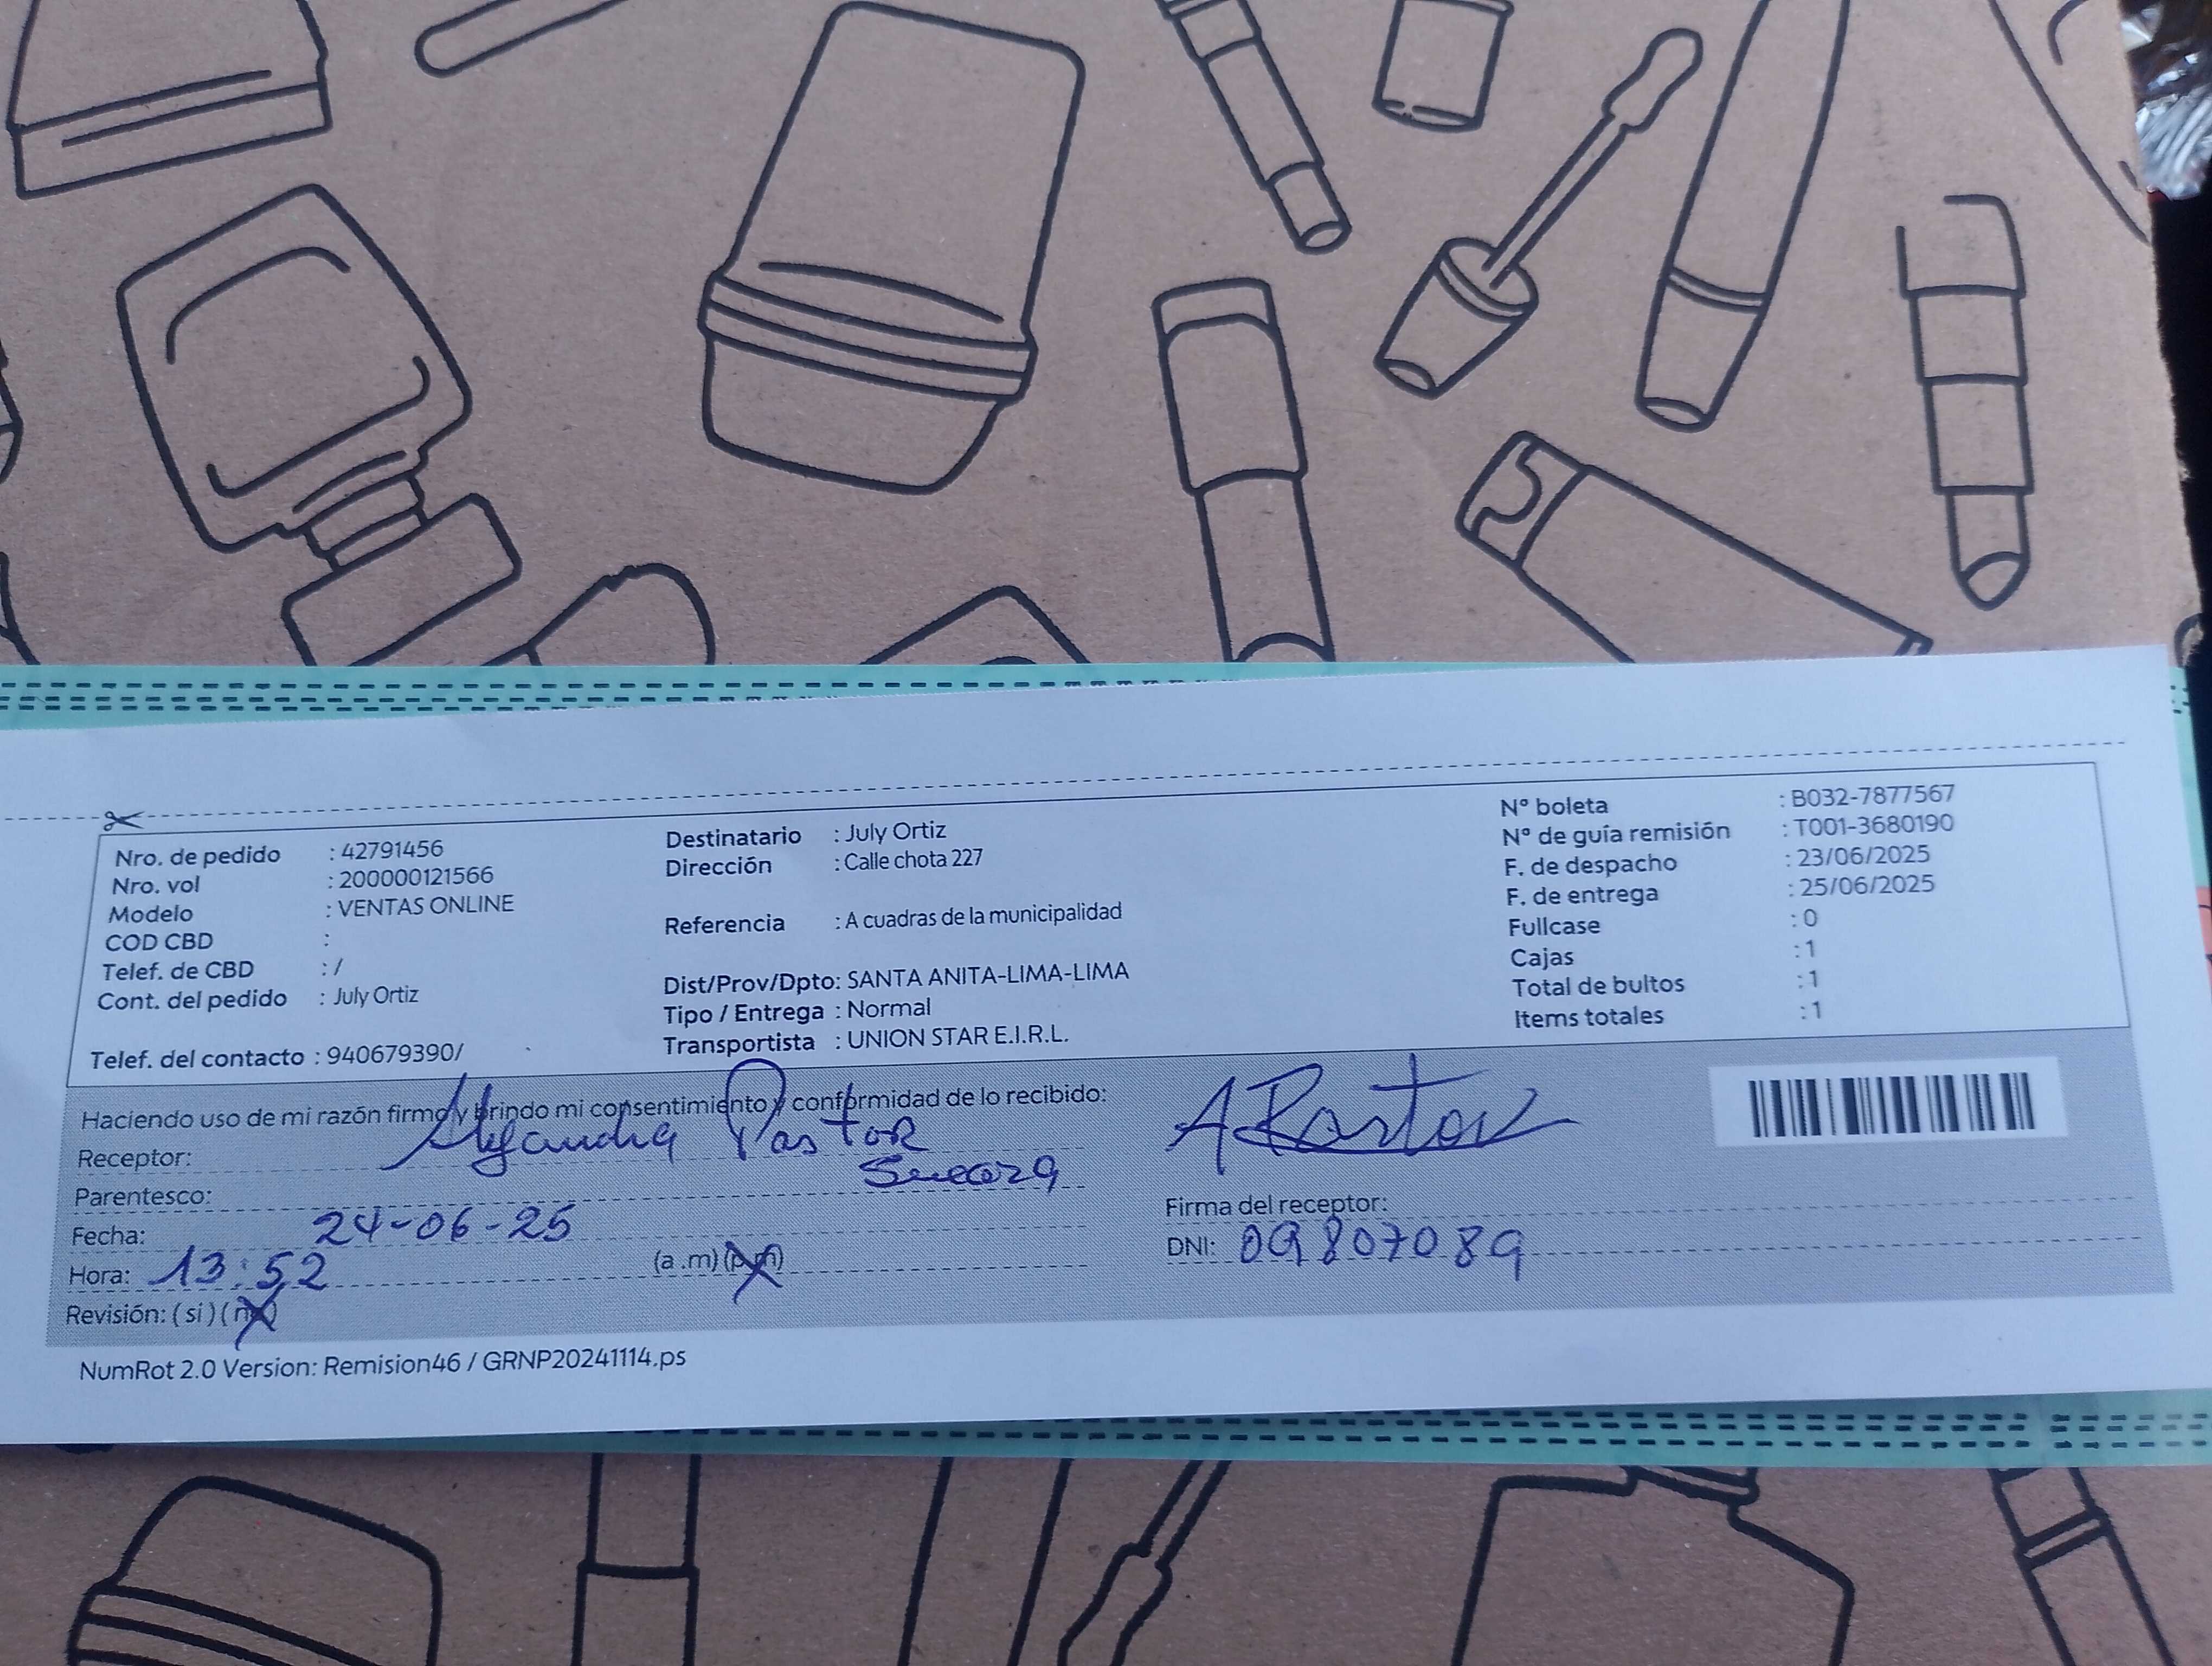 Nro. de pedido : 42791456
Nro. vol : 200000121566
Modelo : VENTAS ONLINE
COD CBD :
Telef. de CBD : /
Cont. del pedido : July Ortiz
Telef. del contacto : 940679390/
Destinatario : July Ortiz
Dirección : Calle chota 227
Referencia : A cuadras de la municipalidad
Dist/Prov/Dpto: SANTA ANITA-LIMA-LIMA
Tipo / Entrega : Normal
Transportista : UNION STAR E.I.R.L.
N° boleta : B032-7877567
N° de guía remisión : T001-3680190
F. de despacho : 23/06/2025
F. de entrega : 25/06/2025
Fullcase : 0
Cajas : 1
Total de bultos : 1
Items totales : 1
Haciendo uso de mi razón firmo y brindo mi consentimiento y conformidad de lo recibido:
Receptor: Alejandra Pastor
Parentesco: Suegra
Fecha: 24-06-25
Hora: 13:52 (a.m) (p.m)
Revisión: (si) (no)
APastor
Firma del receptor:
DNI: 09807089
NumRot 2.0 Version: Remision46 / GRNP20241114.ps